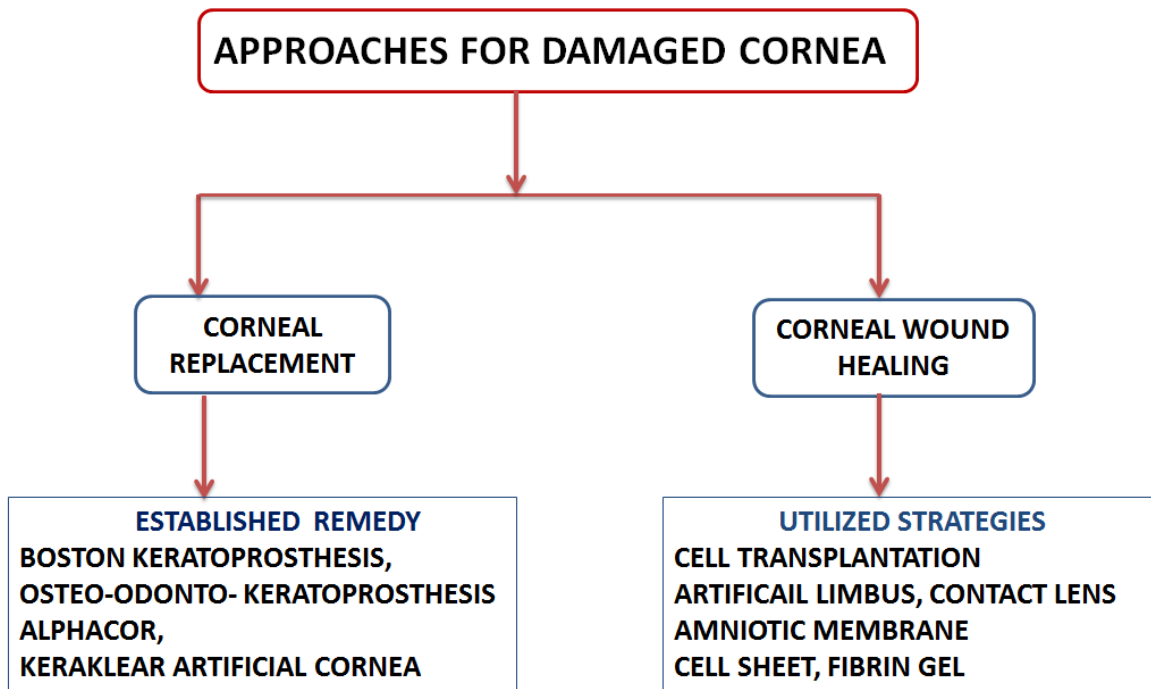 APPROACHES FOR DAMAGED CORNEA
CORNEAL
REPLACEMENT
CORNEAL WOUND
HEALING
ESTABLISHED REMEDY
BOSTON KERATOPROSTHESIS,
OSTEO-ODONTO- KERATOPROSTHESIS
ALPHACOR,
KERAKLEAR ARTIFICIAL CORNEA
UTILIZED STRATEGIES
CELL TRANSPLANTATION
ARTIFICAIL LIMBUS, CONTACT LENS
AMNIOTIC MEMBRANE
CELL SHEET, FIBRIN GEL